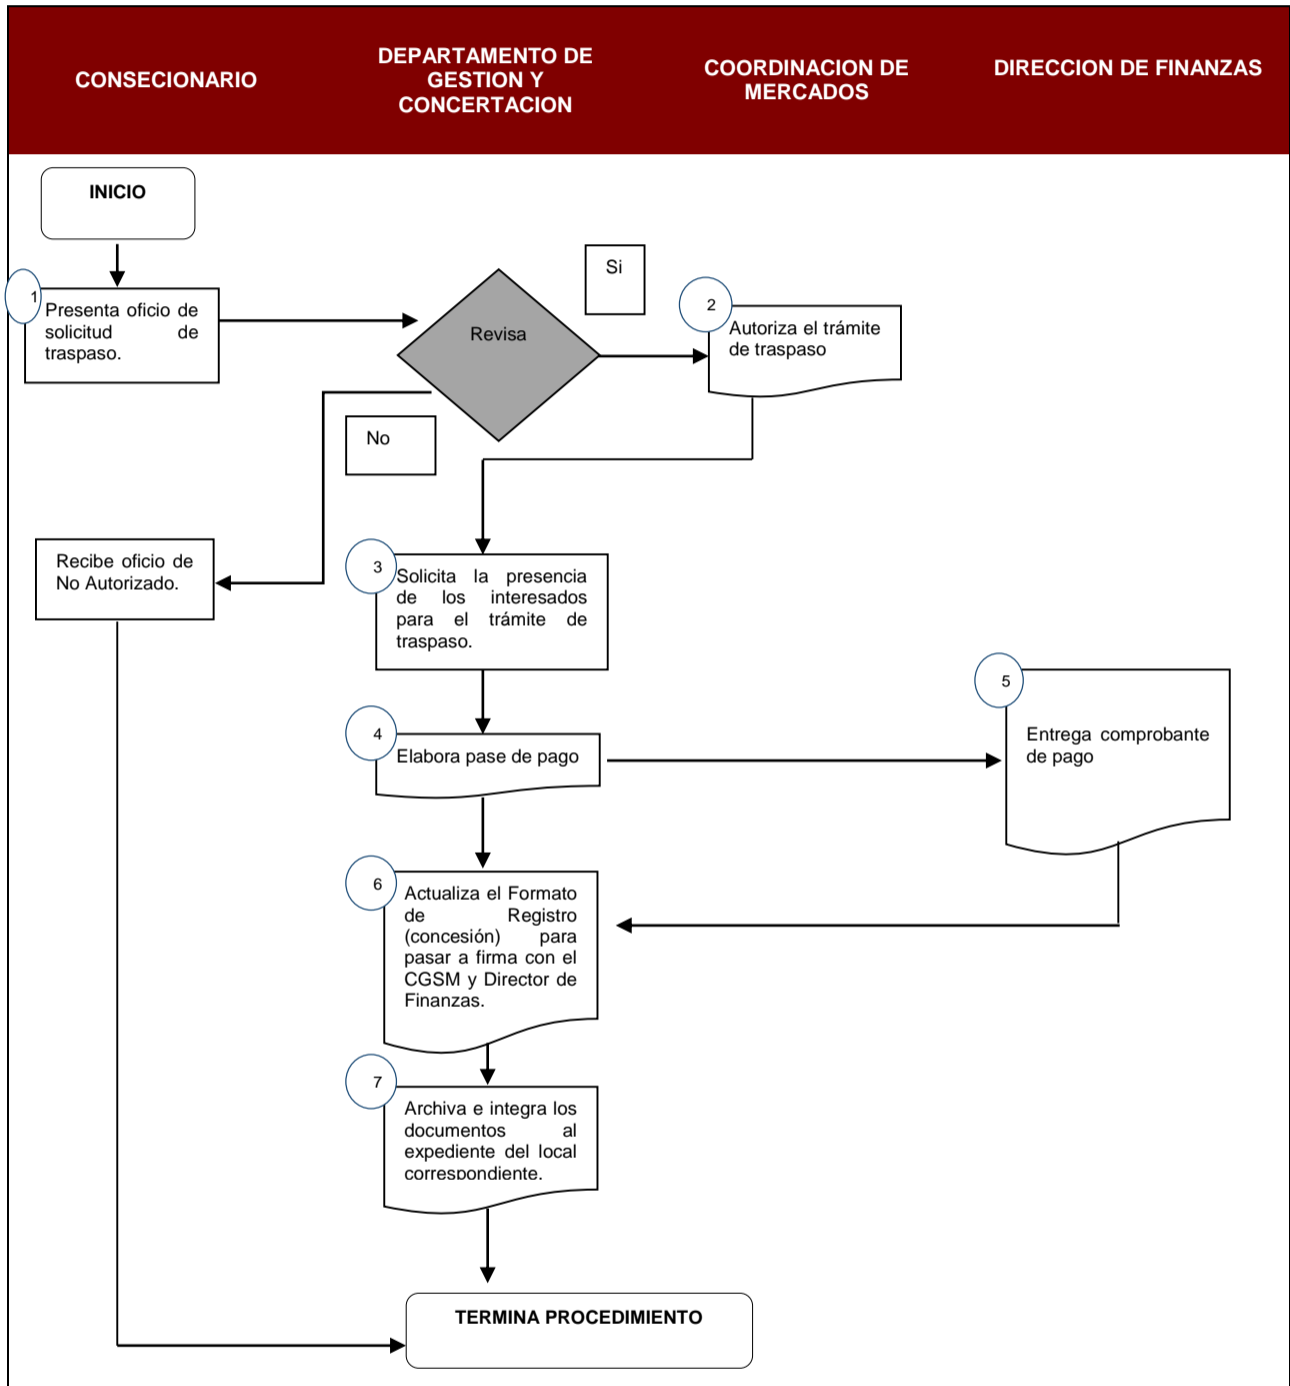 CONSECIONARIO
DEPARTAMENTO DE
GESTION Y
CONCERTACION
COORDINACION DE
MERCADOS
DIRECCION DE FINANZAS
INICIO
1
Presenta oficio de
solicitud de
traspaso.
Revisa
Si
2
Autoriza el trámite
de traspaso
No
Recibe oficio de
No Autorizado.
3
Solicita la presencia
de los interesados
para el trámite de
traspaso.
4
Elabora pase de pago
5
Entrega comprobante
de pago
6
Actualiza el Formato
de Registro
(concesión) para
pasar a firma con el
CGSM y Director de
Finanzas.
7
Archiva e integra los
documentos al
expediente del local
correspondiente.
TERMINA PROCEDIMIENTO